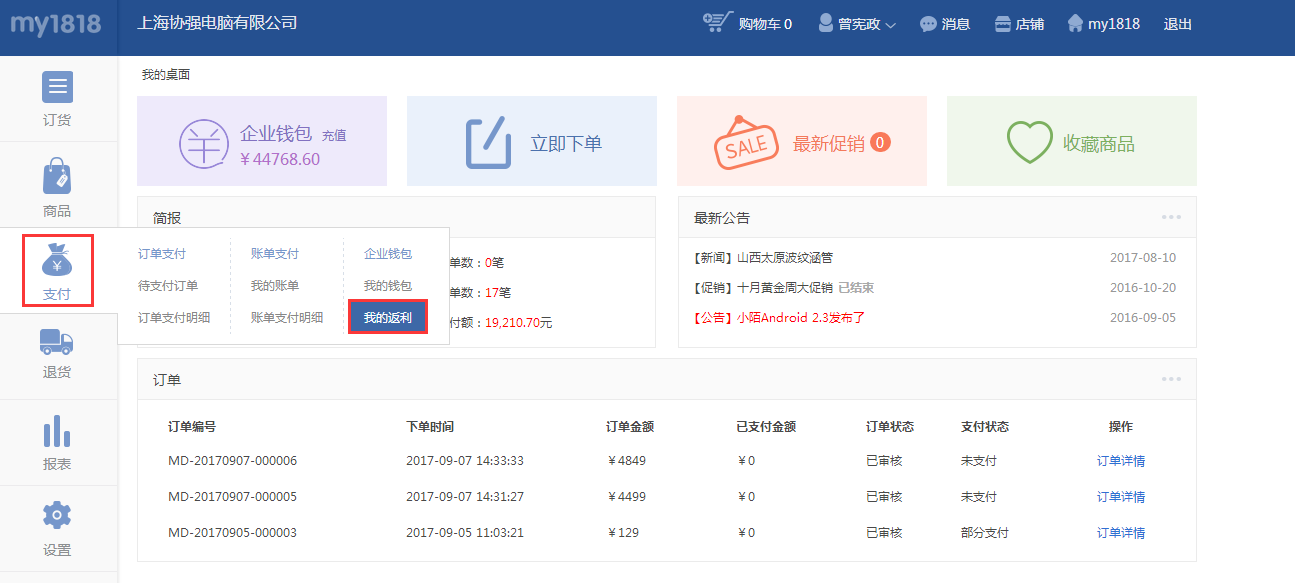 my1818
上海协强电脑有限公司
购物车 0
曾宪政
消息
店铺
my1818
退出
订货
商品
支付
退货
报表
设置
我的桌面
企业钱包 充值
￥44768.60
立即下单
SALE
最新促销 0
收藏商品
简报
订单支付
待支付订单
订单支付明细
账单支付
我的账单
账单支付明细
企业钱包
我的钱包
我的返利
单数：0笔
单数：17笔
付额：19,210.70元
最新公告
【新闻】山西太原波纹涵管 2017-08-10
【促销】十月黄金周大促销 已结束 2016-10-20
【公告】小陌Android 2.3发布了 2016-09-05
订单
订单编号 下单时间 订单金额 已支付金额 订单状态 支付状态 操作
MD-20170907-000006 2017-09-07 14:33:33 ￥4849 ￥0 已审核 未支付 订单详情
MD-20170907-000005 2017-09-07 14:31:27 ￥4499 ￥0 已审核 未支付 订单详情
MD-20170905-000003 2017-09-05 11:03:21 ￥129 ￥0 已审核 部分支付 订单详情